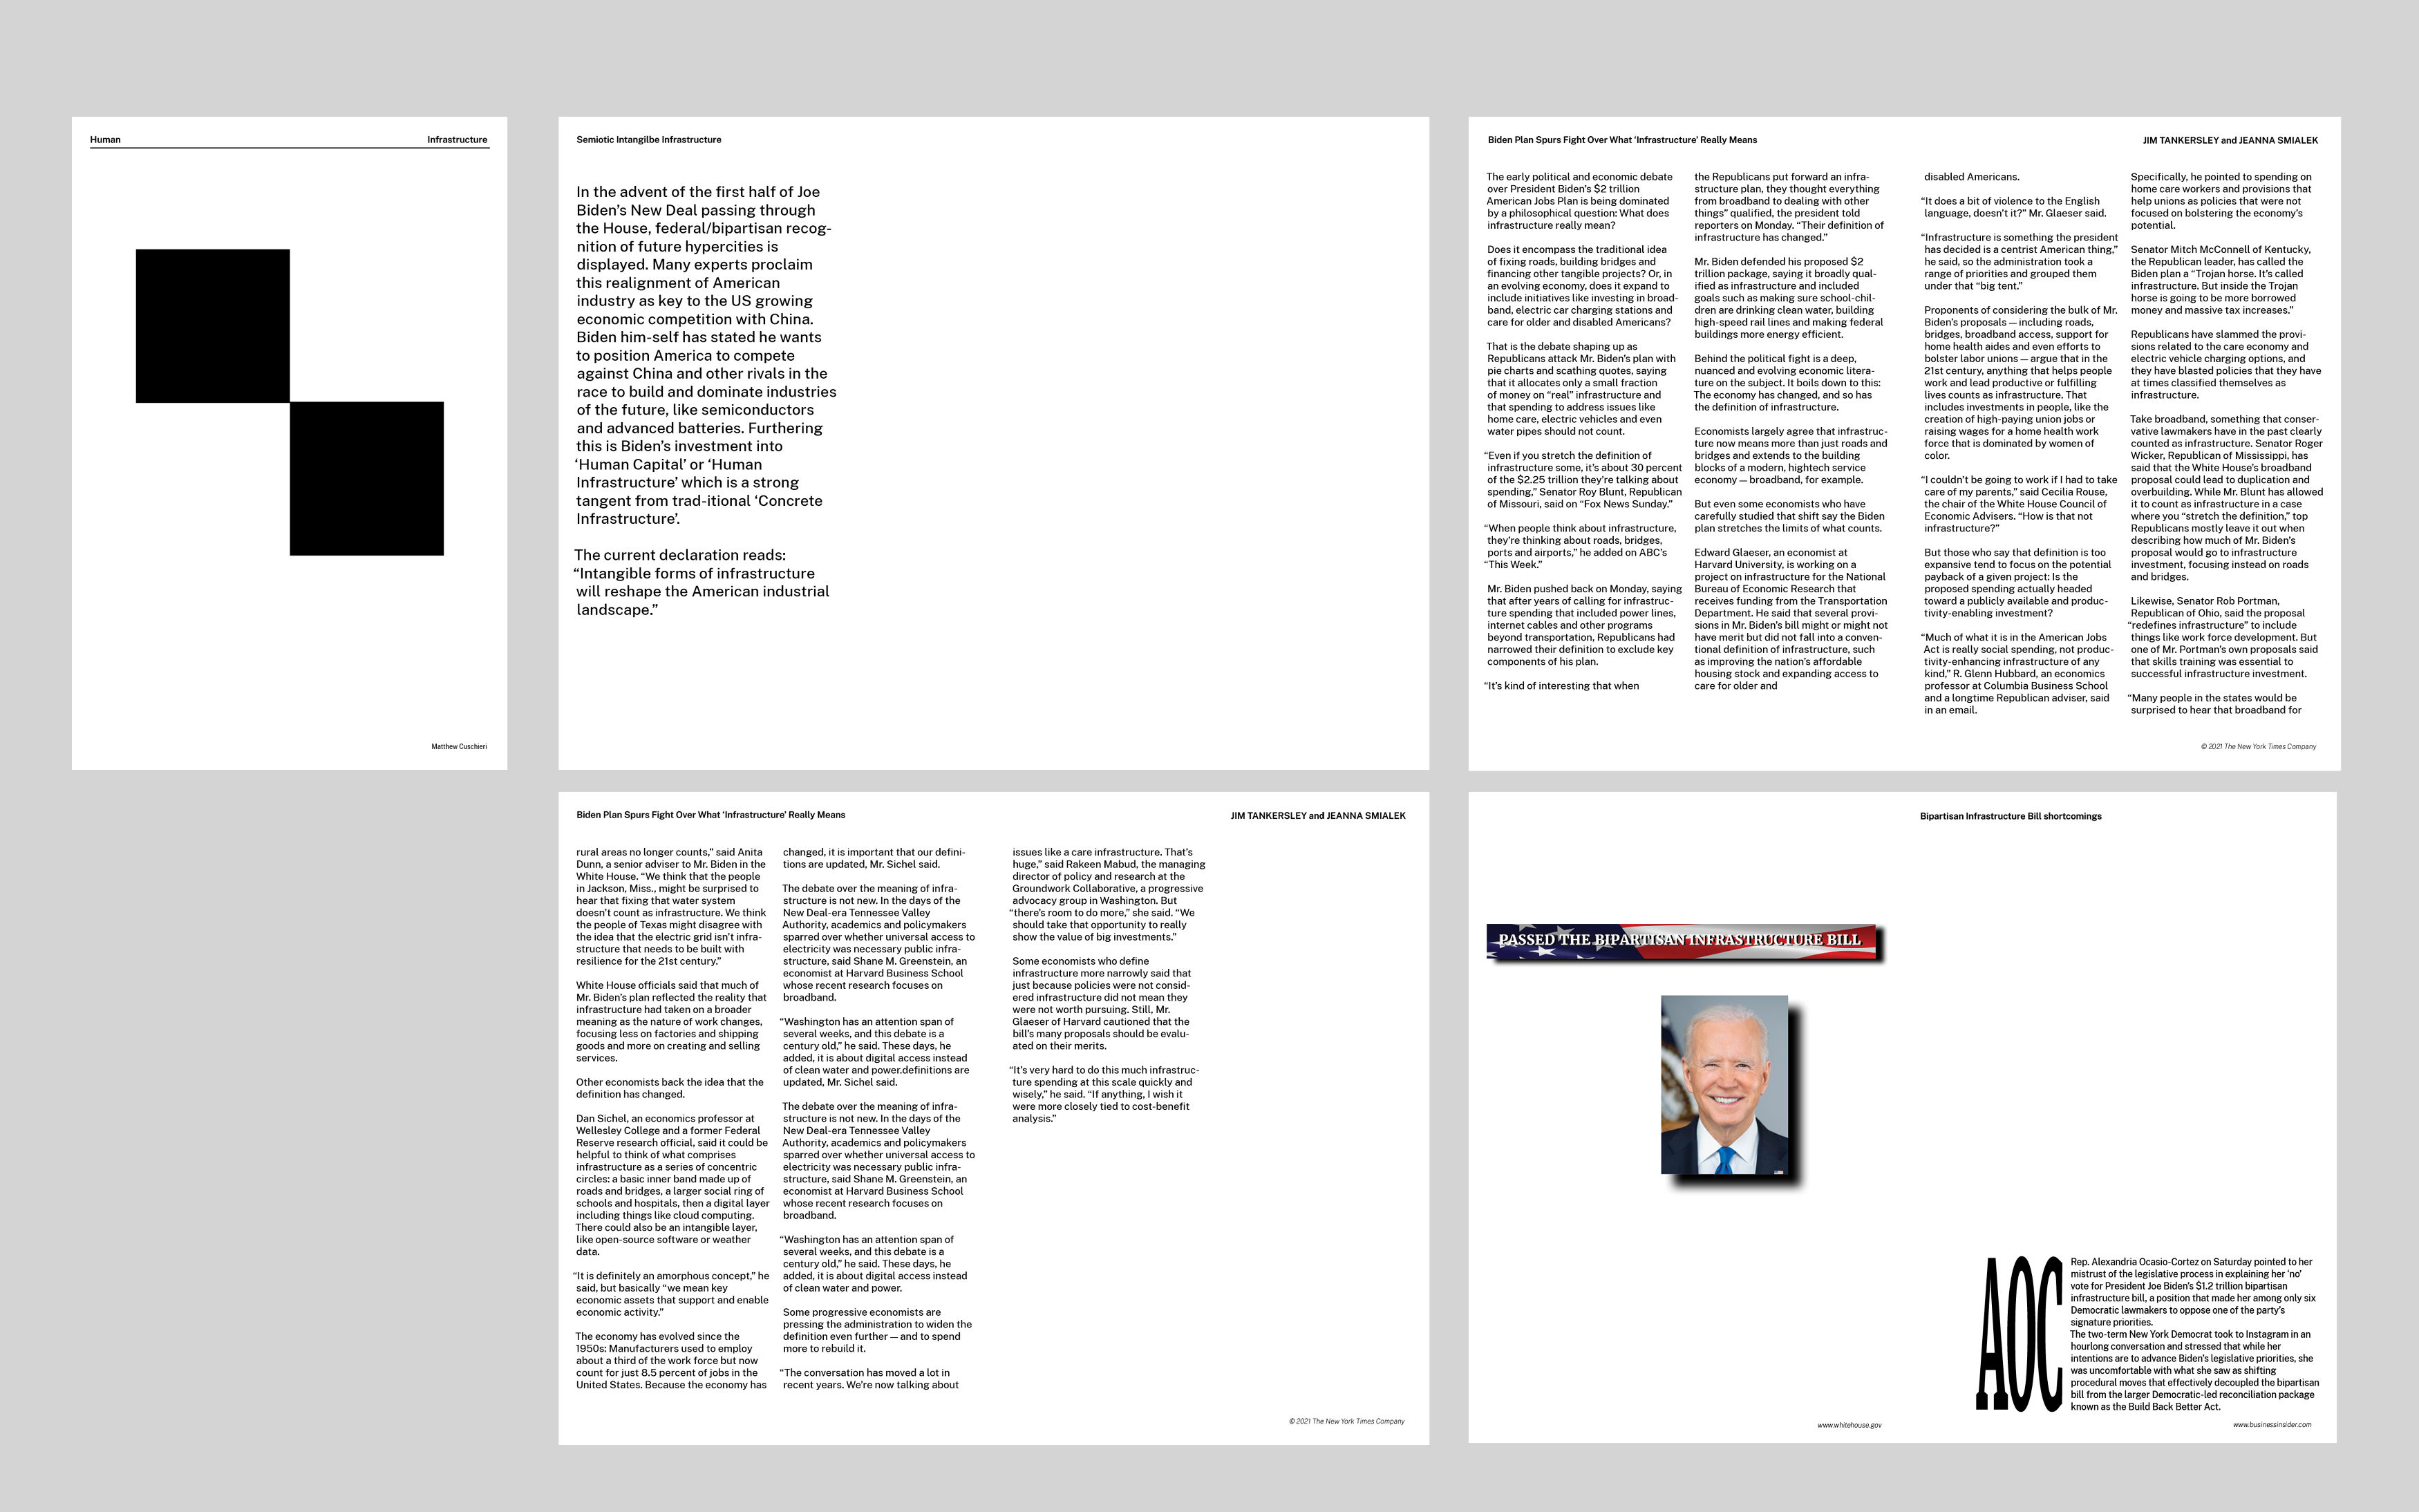 Human
Infrastructure
Matthew Cuschieri
Semiotic Intangilbe Infrastructure
In the advent of the first half of Joe
Biden's New Deal passing through
the House, federal/bipartisan recog-
nition of future hypercities is
displayed. Many experts proclaim
this realignment of American
industry as key to the US growing
economic competition with China.
Biden him-self has stated he wants
to position America to compete
against China and other rivals in the
race to build and dominate industries
of the future, like semiconductors
and advanced batteries. Furthering
this is Biden's investment into
‘Human Capital’ or ‘Human
Infrastructure’ which is a strong
tangent from trad-itional ‘Concrete
Infrastructure’.
The current declaration reads:
“Intangible forms of infrastructure
will reshape the American industrial
landscape.”
Biden Plan Spurs Fight Over What ‘Infrastructure’ Really Means
JIM TANKERSLEY and JEANNA SMIALEK
The early political and economic debate
over President Biden's $2 trillion
American Jobs Plan is being dominated
by a philosophical question: What does
infrastructure really mean?
Does it encompass the traditional idea
of fixing roads, building bridges and
financing other tangible projects? Or, in
an evolving economy, does it expand to
include initiatives like investing in broad-
band, electric car charging stations and
care for older and disabled Americans?
That is the debate shaping up as
Republicans attack Mr. Biden's plan with
pie charts and scathing quotes, saying
that it allocates only a small fraction
of money on “real” infrastructure and
that spending to address issues like
home care, electric vehicles and even
water pipes should not count.
“Even if you stretch the definition of
infrastructure some, it's about 30 percent
of the $2.25 trillion they're talking about
spending,” Senator Roy Blunt, Republican
of Missouri, said on “Fox News Sunday.”
“When people think about infrastructure,
they're thinking about roads, bridges,
ports and airports,” he added on ABC's
“This Week.”
Mr. Biden pushed back on Monday, saying
that after years of calling for infrastruc-
ture spending that included power lines,
internet cables and other programs
beyond transportation, Republicans had
narrowed their definition to exclude key
components of his plan.
“It's kind of interesting that when
the Republicans put forward an infra-
structure plan, they thought everything
from broadband to dealing with other
things” qualified, the president told
reporters on Monday. “Their definition of
infrastructure has changed.”
Mr. Biden defended his proposed $2
trillion package, saying it broadly qual-
ified as infrastructure and included
goals such as making sure school-chil-
dren are drinking clean water, building
high-speed rail lines and making federal
buildings more energy efficient.
Behind the political fight is a deep,
nuanced and evolving economic litera-
ture on the subject. It boils down to this:
The economy has changed, and so has
the definition of infrastructure.
Economists largely agree that infrastruc-
ture now means more than just roads and
bridges and extends to the building
blocks of a modern, hightech service
economy — broadband, for example.
But even some economists who have
carefully studied that shift say the Biden
plan stretches the limits of what counts.
Edward Glaeser, an economist at
Harvard University, is working on a
project on infrastructure for the National
Bureau of Economic Research that
receives funding from the Transportation
Department. He said that several provi-
sions in Mr. Biden's bill might or might not
have merit but did not fall into a conven-
tional definition of infrastructure, such
as improving the nation's affordable
housing stock and expanding access to
care for older and
disabled Americans.
“It does a bit of violence to the English
language, doesn't it?” Mr. Glaeser said.
“Infrastructure is something the president
has decided is a centrist American thing,”
he said, so the administration took a
range of priorities and grouped them
under that “big tent.”
Proponents of considering the bulk of Mr.
Biden's proposals — including roads,
bridges, broadband access, support for
home health aides and even efforts to
bolster labor unions — argue that in the
21st century, anything that helps people
work and lead productive or fulfilling
lives counts as infrastructure. That
includes investments in people, like the
creation of high-paying union jobs or
raising wages for a home health work
force that is dominated by women of
color.
“I couldn't be going to work if I had to take
care of my parents,” said Cecilia Rouse,
the chair of the White House Council of
Economic Advisers. “How is that not
infrastructure?”
But those who say that definition is too
expansive tend to focus on the potential
payback of a given project: Is the
proposed spending actually headed
toward a publicly available and produc-
tivity-enabling investment?
“Much of what it is in the American Jobs
Act is really social spending, not produc-
tivity-enhancing infrastructure of any
kind,” R. Glenn Hubbard, an economics
professor at Columbia Business School
and a longtime Republican adviser, said
in an email.
Specifically, he pointed to spending on
home care workers and provisions that
help unions as policies that were not
focused on bolstering the economy's
potential.
Senator Mitch McConnell of Kentucky,
the Republican leader, has called the
Biden plan a “Trojan horse. It's called
infrastructure. But inside the Trojan
horse is going to be more borrowed
money and massive tax increases.”
Republicans have slammed the provi-
sions related to the care economy and
electric vehicle charging options, and
they have blasted policies that they have
at times classified themselves as
infrastructure.
Take broadband, something that conser-
vative lawmakers have in the past clearly
counted as infrastructure. Senator Roger
Wicker, Republican of Mississippi, has
said that the White House's broadband
proposal could lead to duplication and
overbuilding. While Mr. Blunt has allowed
it to count as infrastructure in a case
where you “stretch the definition,” top
Republicans mostly leave it out when
describing how much of Mr. Biden's
proposal would go to infrastructure
investment, focusing instead on roads
and bridges.
Likewise, Senator Rob Portman,
Republican of Ohio, said the proposal
“redefines infrastructure” to include
things like work force development. But
one of Mr. Portman's own proposals said
that skills training was essential to
successful infrastructure investment.
“Many people in the states would be
surprised to hear that broadband for
© 2021 The New York Times Company
Biden Plan Spurs Fight Over What ‘Infrastructure’ Really Means
JIM TANKERSLEY and JEANNA SMIALEK
rural areas no longer counts,” said Anita
Dunn, a senior adviser to Mr. Biden in the
White House. “We think that the people
in Jackson, Miss., might be surprised to
hear that fixing that water system
doesn't count as infrastructure. We think
the people of Texas might disagree with
the idea that the electric grid isn't infra-
structure that needs to be built with
resilience for the 21st century.”
White House officials said that much of
Mr. Biden's plan reflected the reality that
infrastructure had taken on a broader
meaning as the nature of work changes,
focusing less on factories and shipping
goods and more on creating and selling
services.
Other economists back the idea that the
definition has changed.
Dan Sichel, an economics professor at
Wellesley College and a former Federal
Reserve research official, said it could be
helpful to think of what comprises
infrastructure as a series of concentric
circles: a basic inner band made up of
roads and bridges, a larger social ring of
schools and hospitals, then a digital layer
including things like cloud computing.
There could also be an intangible layer,
like open-source software or weather
data.
“It is definitely an amorphous concept,” he
said, but basically “we mean key
economic assets that support and enable
economic activity.”
The economy has evolved since the
1950s: Manufacturers used to employ
about a third of the work force but now
count for just 8.5 percent of jobs in the
United States. Because the economy has
changed, it is important that our defini-
tions are updated, Mr. Sichel said.
The debate over the meaning of infra-
structure is not new. In the days of the
New Deal-era Tennessee Valley
Authority, academics and policymakers
sparred over whether universal access to
electricity was necessary public infra-
structure, said Shane M. Greenstein, an
economist at Harvard Business School
whose recent research focuses on
broadband.
“Washington has an attention span of
several weeks, and this debate is a
century old,” he said. These days, he
added, it is about digital access instead
of clean water and power.definitions are
updated, Mr. Sichel said.
The debate over the meaning of infra-
structure is not new. In the days of the
New Deal-era Tennessee Valley
Authority, academics and policymakers
sparred over whether universal access to
electricity was necessary public infra-
structure, said Shane M. Greenstein, an
economist at Harvard Business School
whose recent research focuses on
broadband.
“Washington has an attention span of
several weeks, and this debate is a
century old,” he said. These days, he
added, it is about digital access instead
of clean water and power.
Some progressive economists are
pressing the administration to widen the
definition even further — and to spend
more to rebuild it.
“The conversation has moved a lot in
recent years. We're now talking about
issues like a care infrastructure. That's
huge,” said Rakeen Mabud, the managing
director of policy and research at the
Groundwork Collaborative, a progressive
advocacy group in Washington. But
“there's room to do more,” she said. “We
should take that opportunity to really
show the value of big investments.”
Some economists who define
infrastructure more narrowly said that
just because policies were not consid-
ered infrastructure did not mean they
were not worth pursuing. Still, Mr.
Glaeser of Harvard cautioned that the
bill's many proposals should be evalu-
ated on their merits.
“It's very hard to do this much infrastruc-
ture spending at this scale quickly and
wisely,” he said. “If anything, I wish it
were more closely tied to cost-benefit
analysis.”
© 2021 The New York Times Company
Bipartisan Infrastructure Bill shortcomings
PASSED THE BIPARTISAN INFRASTRUCTURE BILL
www.whitehouse.gov
AOC
Rep. Alexandria Ocasio-Cortez on Saturday pointed to her
mistrust of the legislative process in explaining her ‘no’
vote for President Joe Biden's $1.2 trillion bipartisan
infrastructure bill, a position that made her among only six
Democratic lawmakers to oppose one of the party's
signature priorities.
The two-term New York Democrat took to Instagram in an
hourlong conversation and stressed that while her
intentions are to advance Biden's legislative priorities, she
was uncomfortable with what she saw as shifting
procedural moves that effectively decoupled the bipartisan
bill from the larger Democratic-led reconciliation package
known as the Build Back Better Act.
www.businessinsider.com